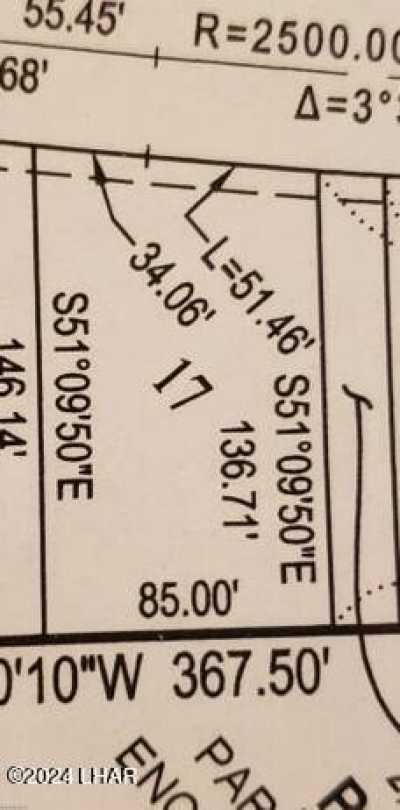 55.45'
R=2500.00
68'
Δ=3°
34.06'
L=51.46'
S51°09'50"E
146.14'
17
136.71'
S51°09'50"E
85.00'
0'10"W 367.50'
©2024 LHAR